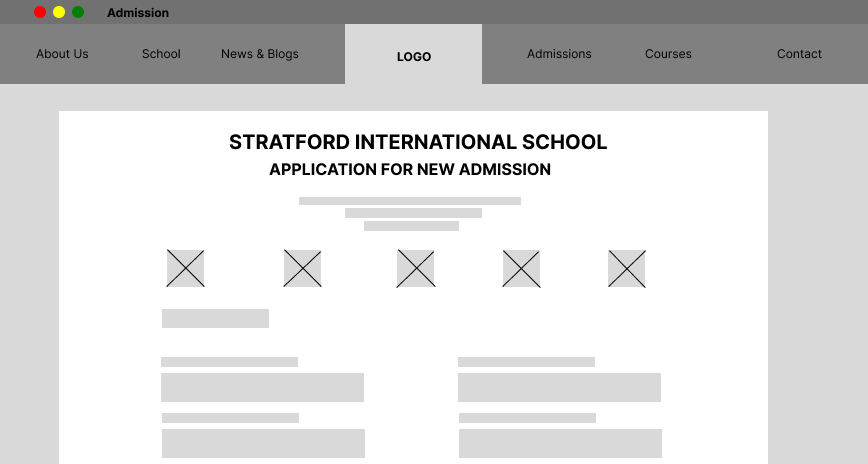 Admission
About Us School News & Blogs LOGO Admissions Courses Contact
STRATFORD INTERNATIONAL SCHOOL
APPLICATION FOR NEW ADMISSION